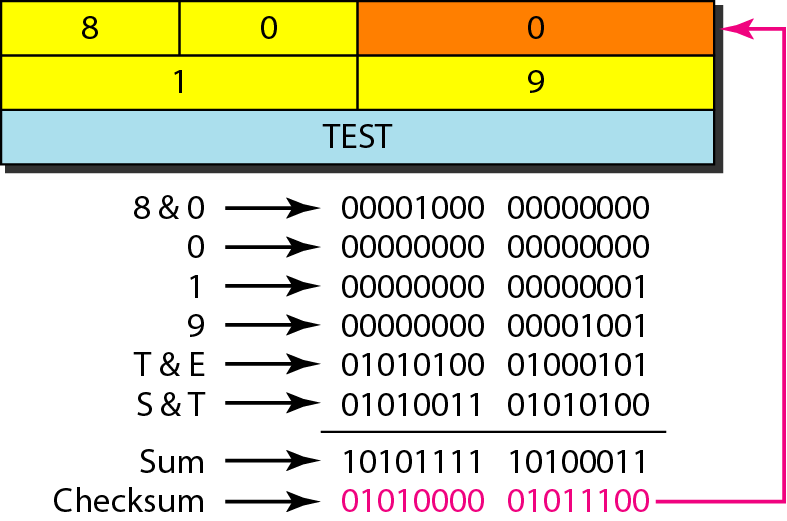 8 0 0
1 9
TEST
8 & 0 00001000 00000000
0 00000000 00000000
1 00000000 00000001
9 00000000 00001001
T & E 01010100 01000101
S & T 01010011 01010100
Sum 10101111 10100011
Checksum 01010000 01011100